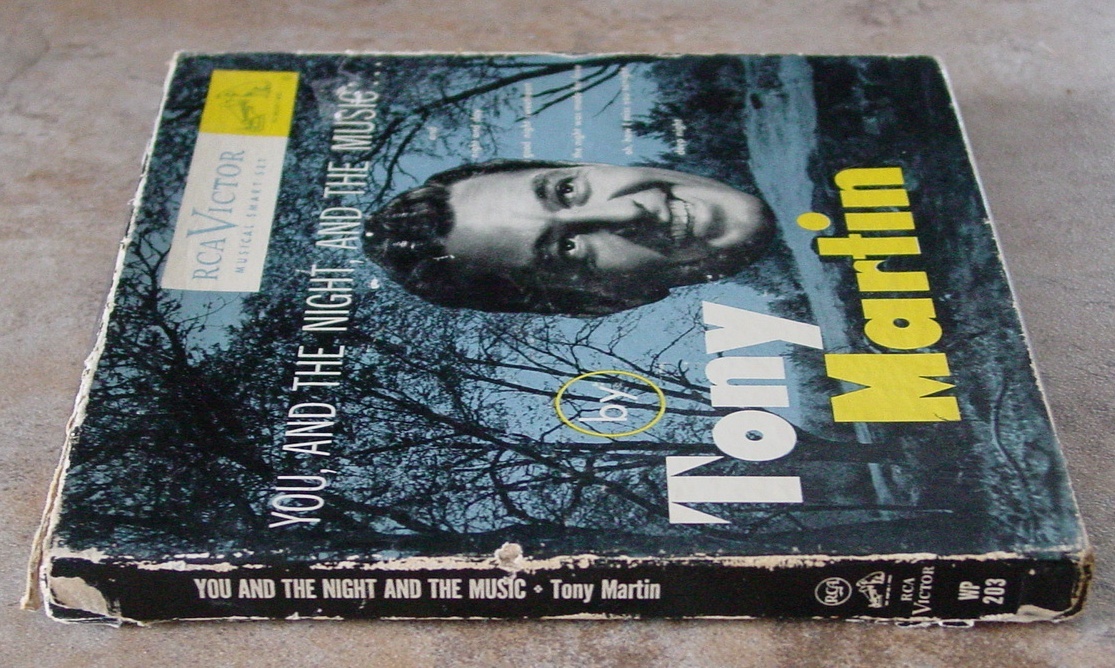 RCA VICTOR
MUSICAL SMART SET
YOU, AND THE NIGHT, AND THE MUSIC...
by
Tony
Martin
YOU AND THE NIGHT AND THE MUSIC Tony Martin
RCA
RCA
VICTOR
WP
203